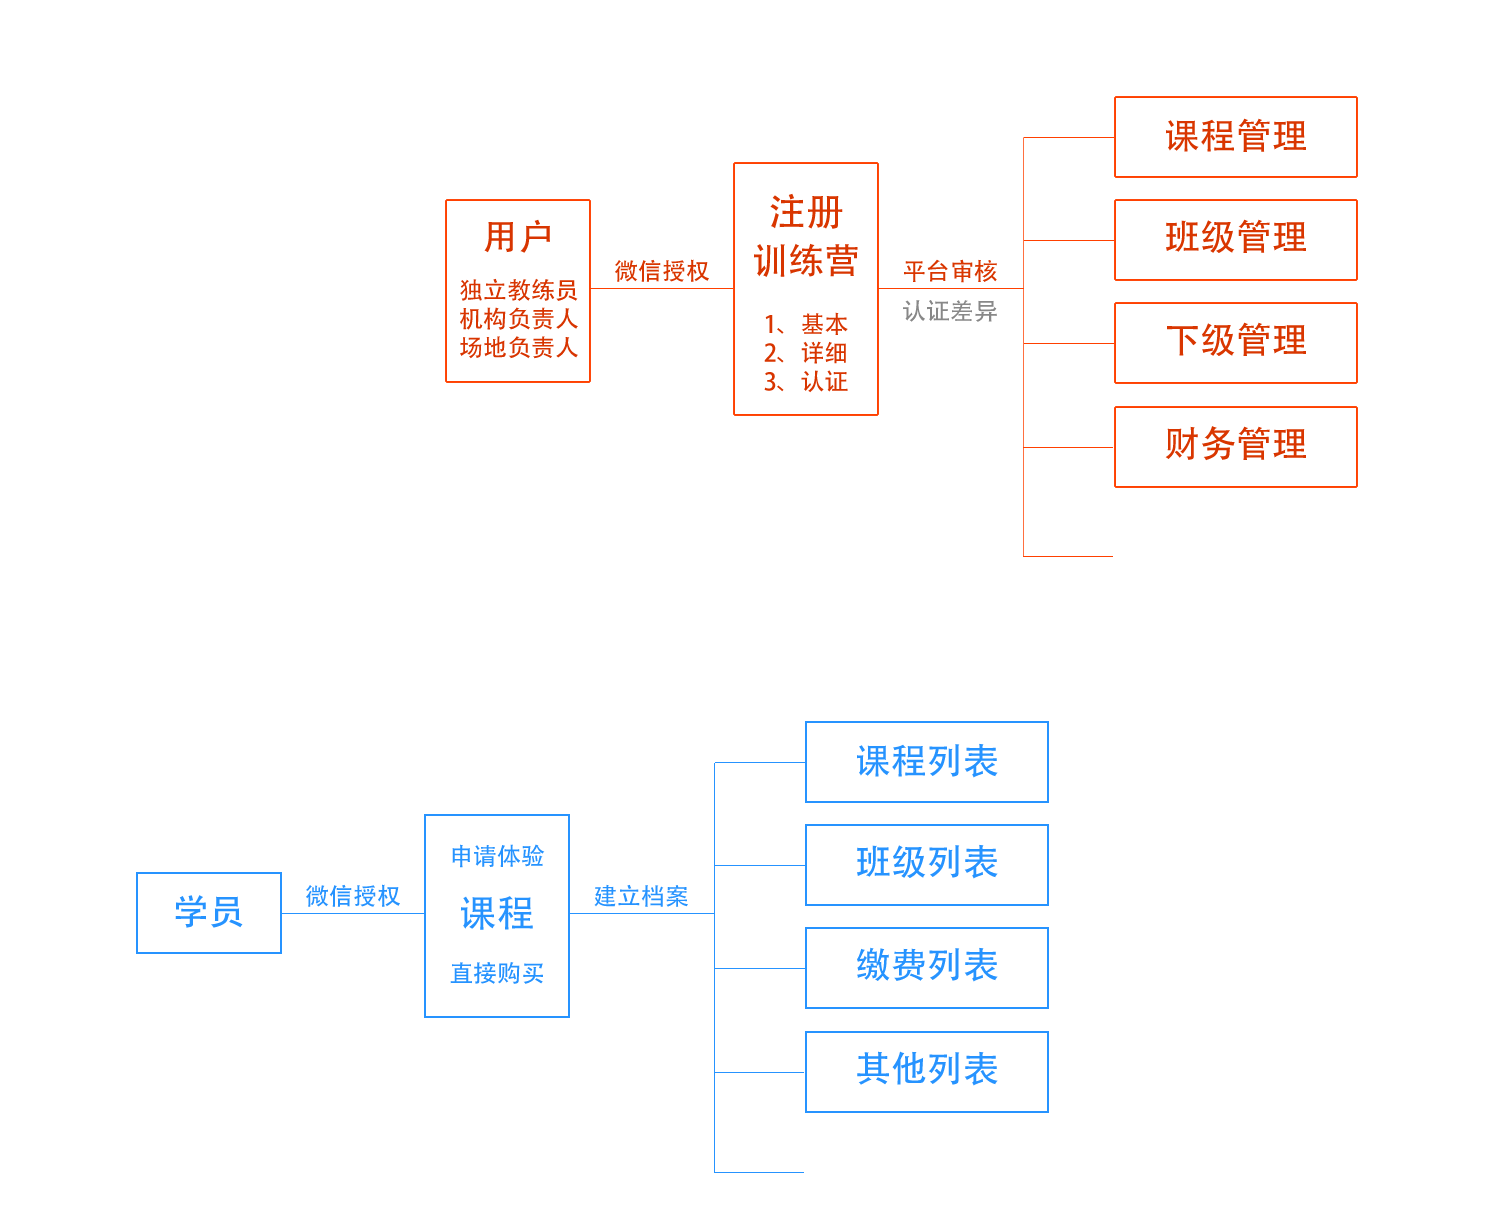 用户
独立教练员
机构负责人
场地负责人
微信授权
注册
训练营
1、基本
2、详细
3、认证
平台审核
认证差异
课程管理
班级管理
下级管理
财务管理
学员
微信授权
申请体验
课程
直接购买
建立档案
课程列表
班级列表
缴费列表
其他列表